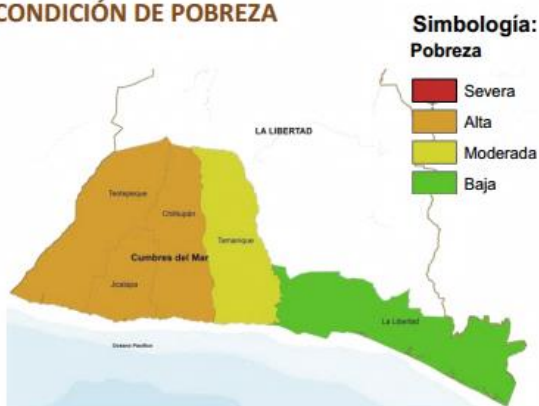 CONDICIÓN DE POBREZA
Simbología:
Pobreza
Severa
Alta
Moderada
Baja
LA LIBERTAD
Teotepeque
Chiltiupán
Tamanique
Cumbres del Mar
Jicalapa
La Libertad
Océano Pacífico